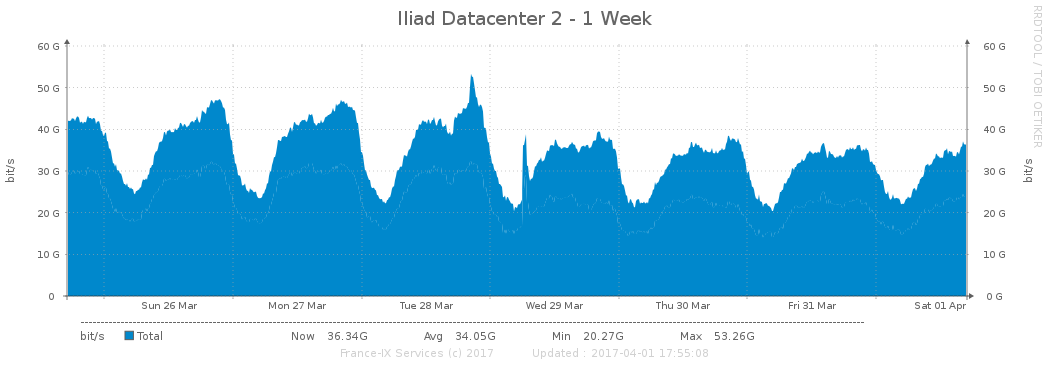 Iliad Datacenter 2 - 1 Week
RRDTOOL / TOBI OETIKER
60 G 60 G
50 G 50 G
40 G 40 G
30 G 30 G
20 G 20 G
10 G 10 G
0 0 G
bit/s bit/s
Sun 26 Mar Mon 27 Mar Tue 28 Mar Wed 29 Mar Thu 30 Mar Fri 31 Mar Sat 01 Apr
bit/s Total Now 36.34G Avg 34.05G Min 20.27G Max 53.26G
France-IX Services (c) 2017 Updated : 2017-04-01 17:55:08